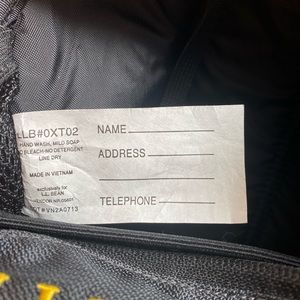 LLB#0XT02
HAND WASH, MILD SOAP
NO BLEACH-NO DETERGENT
LINE DRY
MADE IN VIETNAM
exclusively for
L.L. BEAN
#VN2A0713
NAME
ADDRESS
TELEPHONE